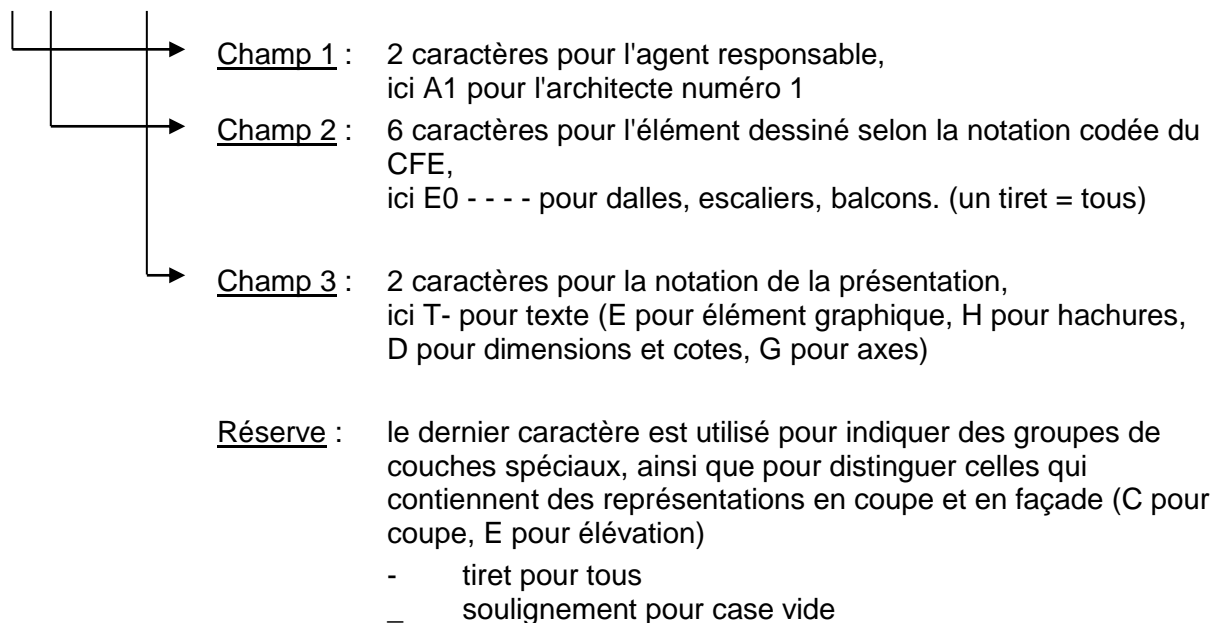 Champ 1 : 2 caractères pour l'agent responsable,
ici A1 pour l'architecte numéro 1
Champ 2 : 6 caractères pour l'élément dessiné selon la notation codée du
CFE,
ici E0 - - - - pour dalles, escaliers, balcons. (un tiret = tous)
Champ 3 : 2 caractères pour la notation de la présentation,
ici T- pour texte (E pour élément graphique, H pour hachures,
D pour dimensions et cotes, G pour axes)
Réserve : le dernier caractère est utilisé pour indiquer des groupes de
couches spéciaux, ainsi que pour distinguer celles qui
contiennent des représentations en coupe et en façade (C pour
coupe, E pour élévation)
- tiret pour tous
_ soulignement pour case vide